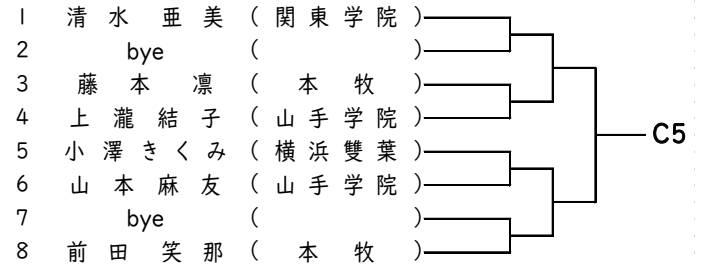 1 清水 亜美 (関東学院)
2 bye ( )
3 藤本 凛 (本牧)
4 上瀧結子 (山手学院)
5 小澤きくみ (横浜雙葉)
6 山本麻友 (山手学院)
7 bye ( )
8 前田 笑那 (本牧)
C5